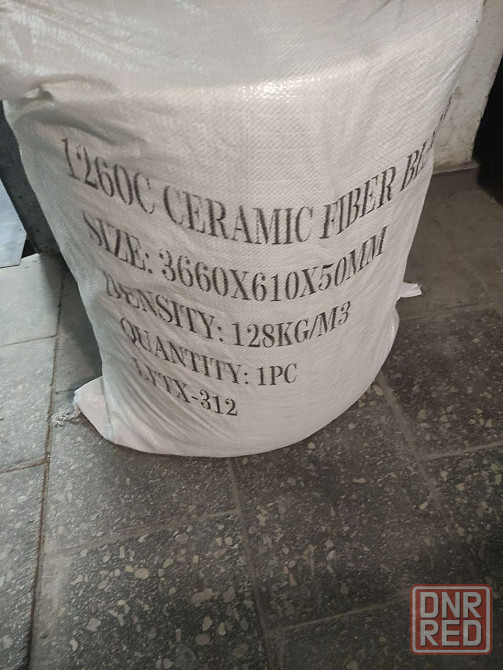 1260C CERAMIC FIBER
SIZE: 3660X610X50MM
DENSITY: 128KG/M3
QUANTITY: 1PC
LYTX-312
DNR
RED